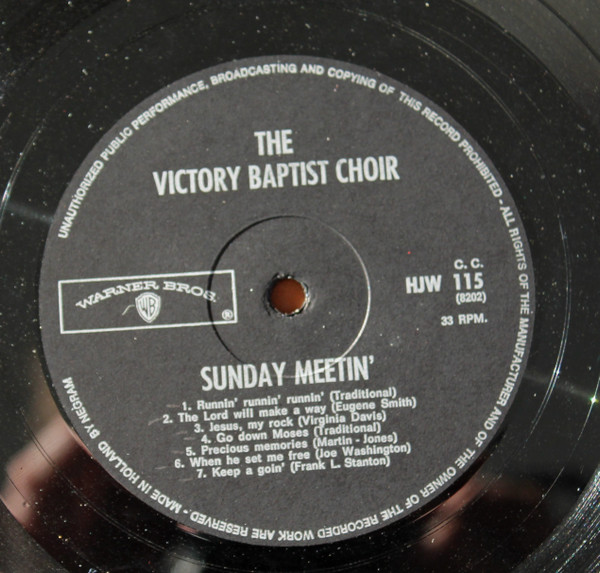 UNAUTHORIZED PUBLIC PERFORMANCE, BROADCASTING AND COPYING OF THIS RECORD PROHIBITED - ALL RIGHTS OF THE MANUFACTURER AND OF THE OWNER OF THE RECORDED WORK ARE RESERVED - MADE IN HOLLAND BY NEGRAM
THE
VICTORY BAPTIST CHOIR
WARNER BROS.
WB
®
C. C.
HJW 115
(8202)
33 RPM.
SUNDAY MEETIN'
1. Runnin' runnin' runnin' (Traditional)
2. The Lord will make a way (Eugene Smith)
3. Jesus, my rock (Virginia Davis)
4. Go down Moses (Traditional)
5. Precious memories (Martin - Jones)
6. When he set me free (Joe Washington)
7. Keep a goin' (Frank L. Stanton)